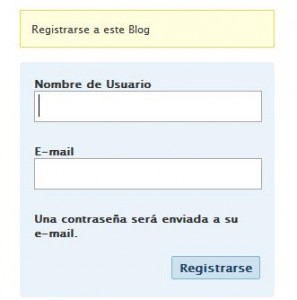 Registrarse a este Blog
Nombre de Usuario
E-mail
Una contraseña será enviada a su
e-mail.
Registrarse